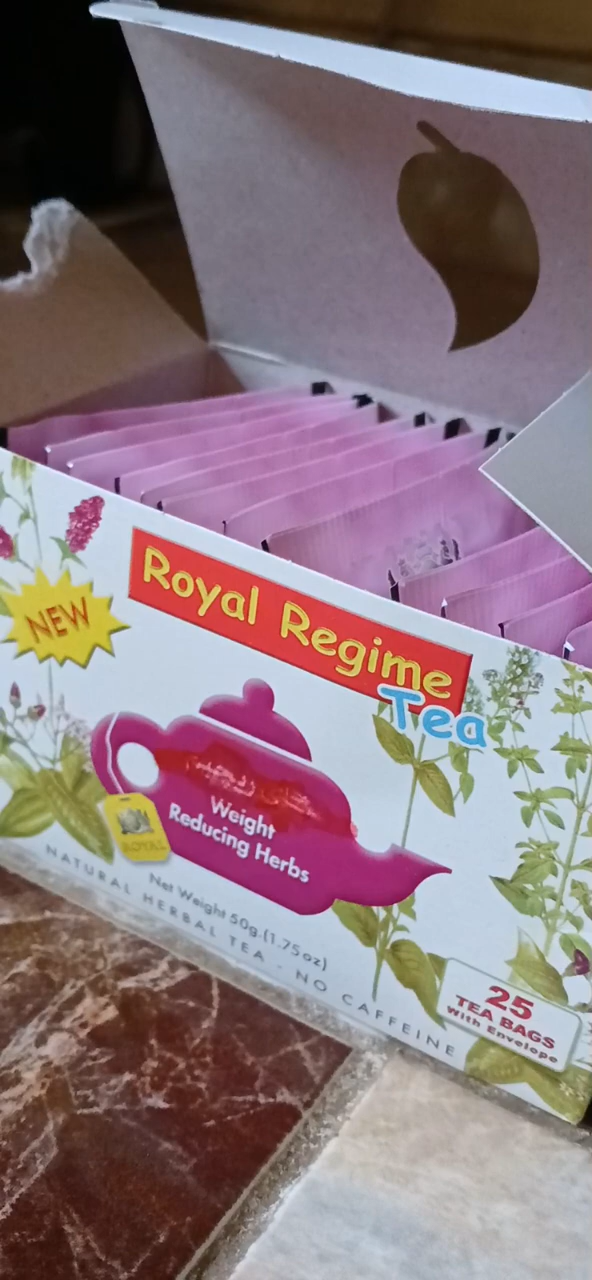 NEW
Royal Regime
Tea
Weight
Reducing Herbs
ROYAL
Net Weight 50g.(1.75oz)
NATURAL HERBAL TEA - NO CAFFEINE
25
TEA BAGS
With Envelope